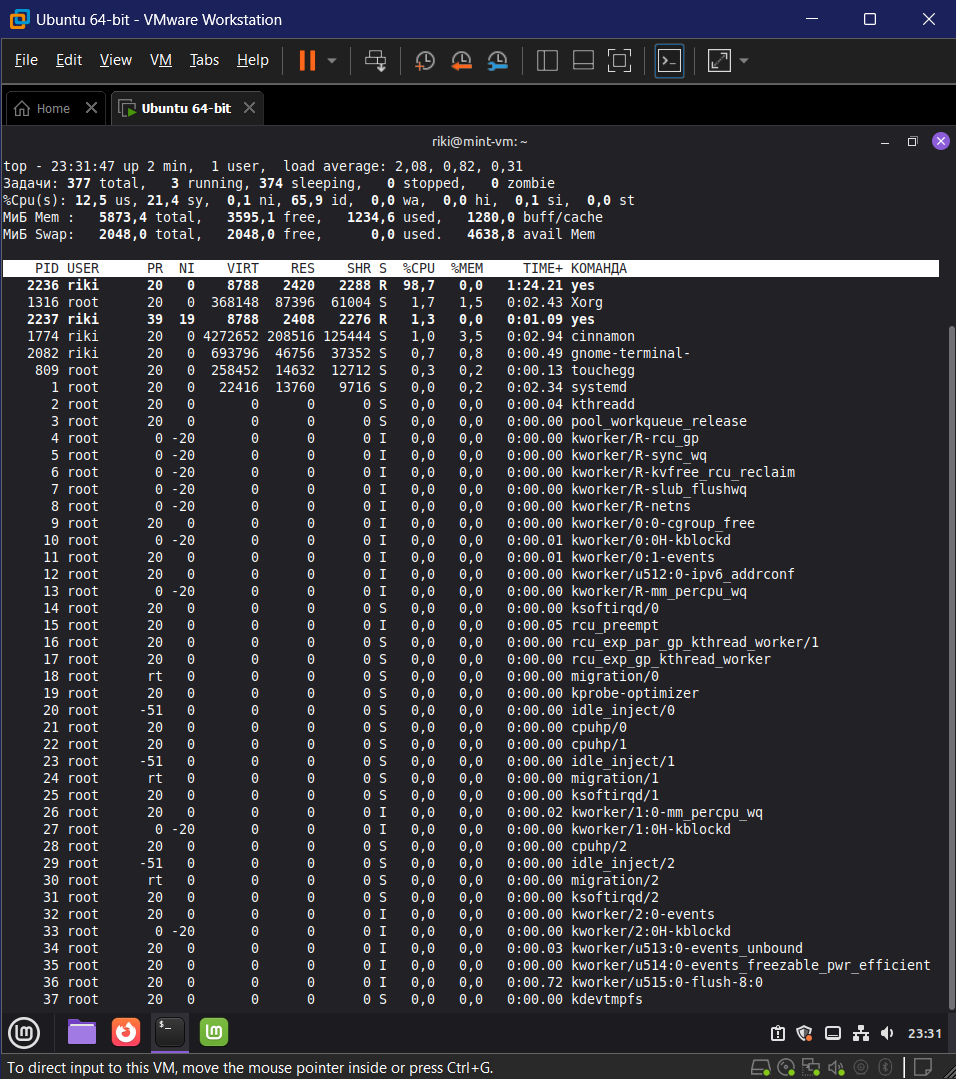 Ubuntu 64-bit - VMware Workstation
File Edit View VM Tabs Help
Home Ubuntu 64-bit
riki@mint-vm: ~
top - 23:31:47 up 2 min,  1 user,  load average: 2,08, 0,82, 0,31
Задачи: 377 total,   3 running, 374 sleeping,   0 stopped,   0 zombie
%Cpu(s): 12,5 us, 21,4 sy,  0,1 ni, 65,9 id,  0,0 wa,  0,0 hi,  0,1 si,  0,0 st
МиБ Mem :   5873,4 total,   3595,1 free,   1234,6 used,   1280,0 buff/cache
МиБ Swap:   2048,0 total,   2048,0 free,      0,0 used.   4638,8 avail Mem
PID USER      PR  NI    VIRT    RES    SHR S  %CPU  %MEM     TIME+ КОМАНДА
2236 riki      20   0    8788   2420   2288 R  98,7   0,0   1:24.21 yes
1316 root      20   0  368148  87396  61004 S   1,7   1,5   0:02.43 Xorg
2237 riki      39  19    8788   2408   2276 R   1,3   0,0   0:01.09 yes
1774 riki      20   0 4272652 208516 125444 S   1,0   3,5   0:02.94 cinnamon
2082 riki      20   0  693796  46756  37352 S   0,7   0,8   0:00.49 gnome-terminal-
809 root      20   0  258452  14632  12712 S   0,3   0,2   0:00.13 touchegg
1 root      20   0   22416  13760   9716 S   0,0   0,2   0:02.34 systemd
2 root      20   0       0      0      0 S   0,0   0,0   0:00.04 kthreadd
3 root      20   0       0      0      0 S   0,0   0,0   0:00.00 pool_workqueue_release
4 root       0 -20       0      0      0 I   0,0   0,0   0:00.00 kworker/R-rcu_gp
5 root       0 -20       0      0      0 I   0,0   0,0   0:00.00 kworker/R-sync_wq
6 root       0 -20       0      0      0 I   0,0   0,0   0:00.00 kworker/R-kvfree_rcu_reclaim
7 root       0 -20       0      0      0 I   0,0   0,0   0:00.00 kworker/R-slub_flushwq
8 root       0 -20       0      0      0 I   0,0   0,0   0:00.00 kworker/R-netns
9 root      20   0       0      0      0 I   0,0   0,0   0:00.00 kworker/0:0-cgroup_free
10 root       0 -20       0      0      0 I   0,0   0,0   0:00.01 kworker/0:0H-kblockd
11 root      20   0       0      0      0 I   0,0   0,0   0:00.01 kworker/0:1-events
12 root      20   0       0      0      0 I   0,0   0,0   0:00.00 kworker/u512:0-ipv6_addrconf
13 root       0 -20       0      0      0 I   0,0   0,0   0:00.00 kworker/R-mm_percpu_wq
14 root      20   0       0      0      0 S   0,0   0,0   0:00.00 ksoftirqd/0
15 root      20   0       0      0      0 I   0,0   0,0   0:00.05 rcu_preempt
16 root      20   0       0      0      0 S   0,0   0,0   0:00.00 rcu_exp_par_gp_kthread_worker/1
17 root      20   0       0      0      0 S   0,0   0,0   0:00.00 rcu_exp_gp_kthread_worker
18 root      rt   0       0      0      0 S   0,0   0,0   0:00.00 migration/0
19 root      20   0       0      0      0 S   0,0   0,0   0:00.00 kprobe-optimizer
20 root     -51   0       0      0      0 S   0,0   0,0   0:00.00 idle_inject/0
21 root      20   0       0      0      0 S   0,0   0,0   0:00.00 cpuhp/0
22 root      20   0       0      0      0 S   0,0   0,0   0:00.00 cpuhp/1
23 root     -51   0       0      0      0 S   0,0   0,0   0:00.00 idle_inject/1
24 root      rt   0       0      0      0 S   0,0   0,0   0:00.00 migration/1
25 root      20   0       0      0      0 S   0,0   0,0   0:00.00 ksoftirqd/1
26 root      20   0       0      0      0 I   0,0   0,0   0:00.02 kworker/1:0-mm_percpu_wq
27 root       0 -20       0      0      0 I   0,0   0,0   0:00.00 kworker/1:0H-kblockd
28 root      20   0       0      0      0 S   0,0   0,0   0:00.00 cpuhp/2
29 root     -51   0       0      0      0 S   0,0   0,0   0:00.00 idle_inject/2
30 root      rt   0       0      0      0 S   0,0   0,0   0:00.00 migration/2
31 root      20   0       0      0      0 S   0,0   0,0   0:00.00 ksoftirqd/2
32 root      20   0       0      0      0 I   0,0   0,0   0:00.00 kworker/2:0-events
33 root       0 -20       0      0      0 I   0,0   0,0   0:00.00 kworker/2:0H-kblockd
34 root      20   0       0      0      0 I   0,0   0,0   0:00.03 kworker/u513:0-events_unbound
35 root      20   0       0      0      0 I   0,0   0,0   0:00.00 kworker/u514:0-events_freezable_pwr_efficient
36 root      20   0       0      0      0 I   0,0   0,0   0:00.72 kworker/u515:0-flush-8:0
37 root      20   0       0      0      0 S   0,0   0,0   0:00.00 kdevtmpfs
23:31
To direct input to this VM, move the mouse pointer inside or press Ctrl+G.